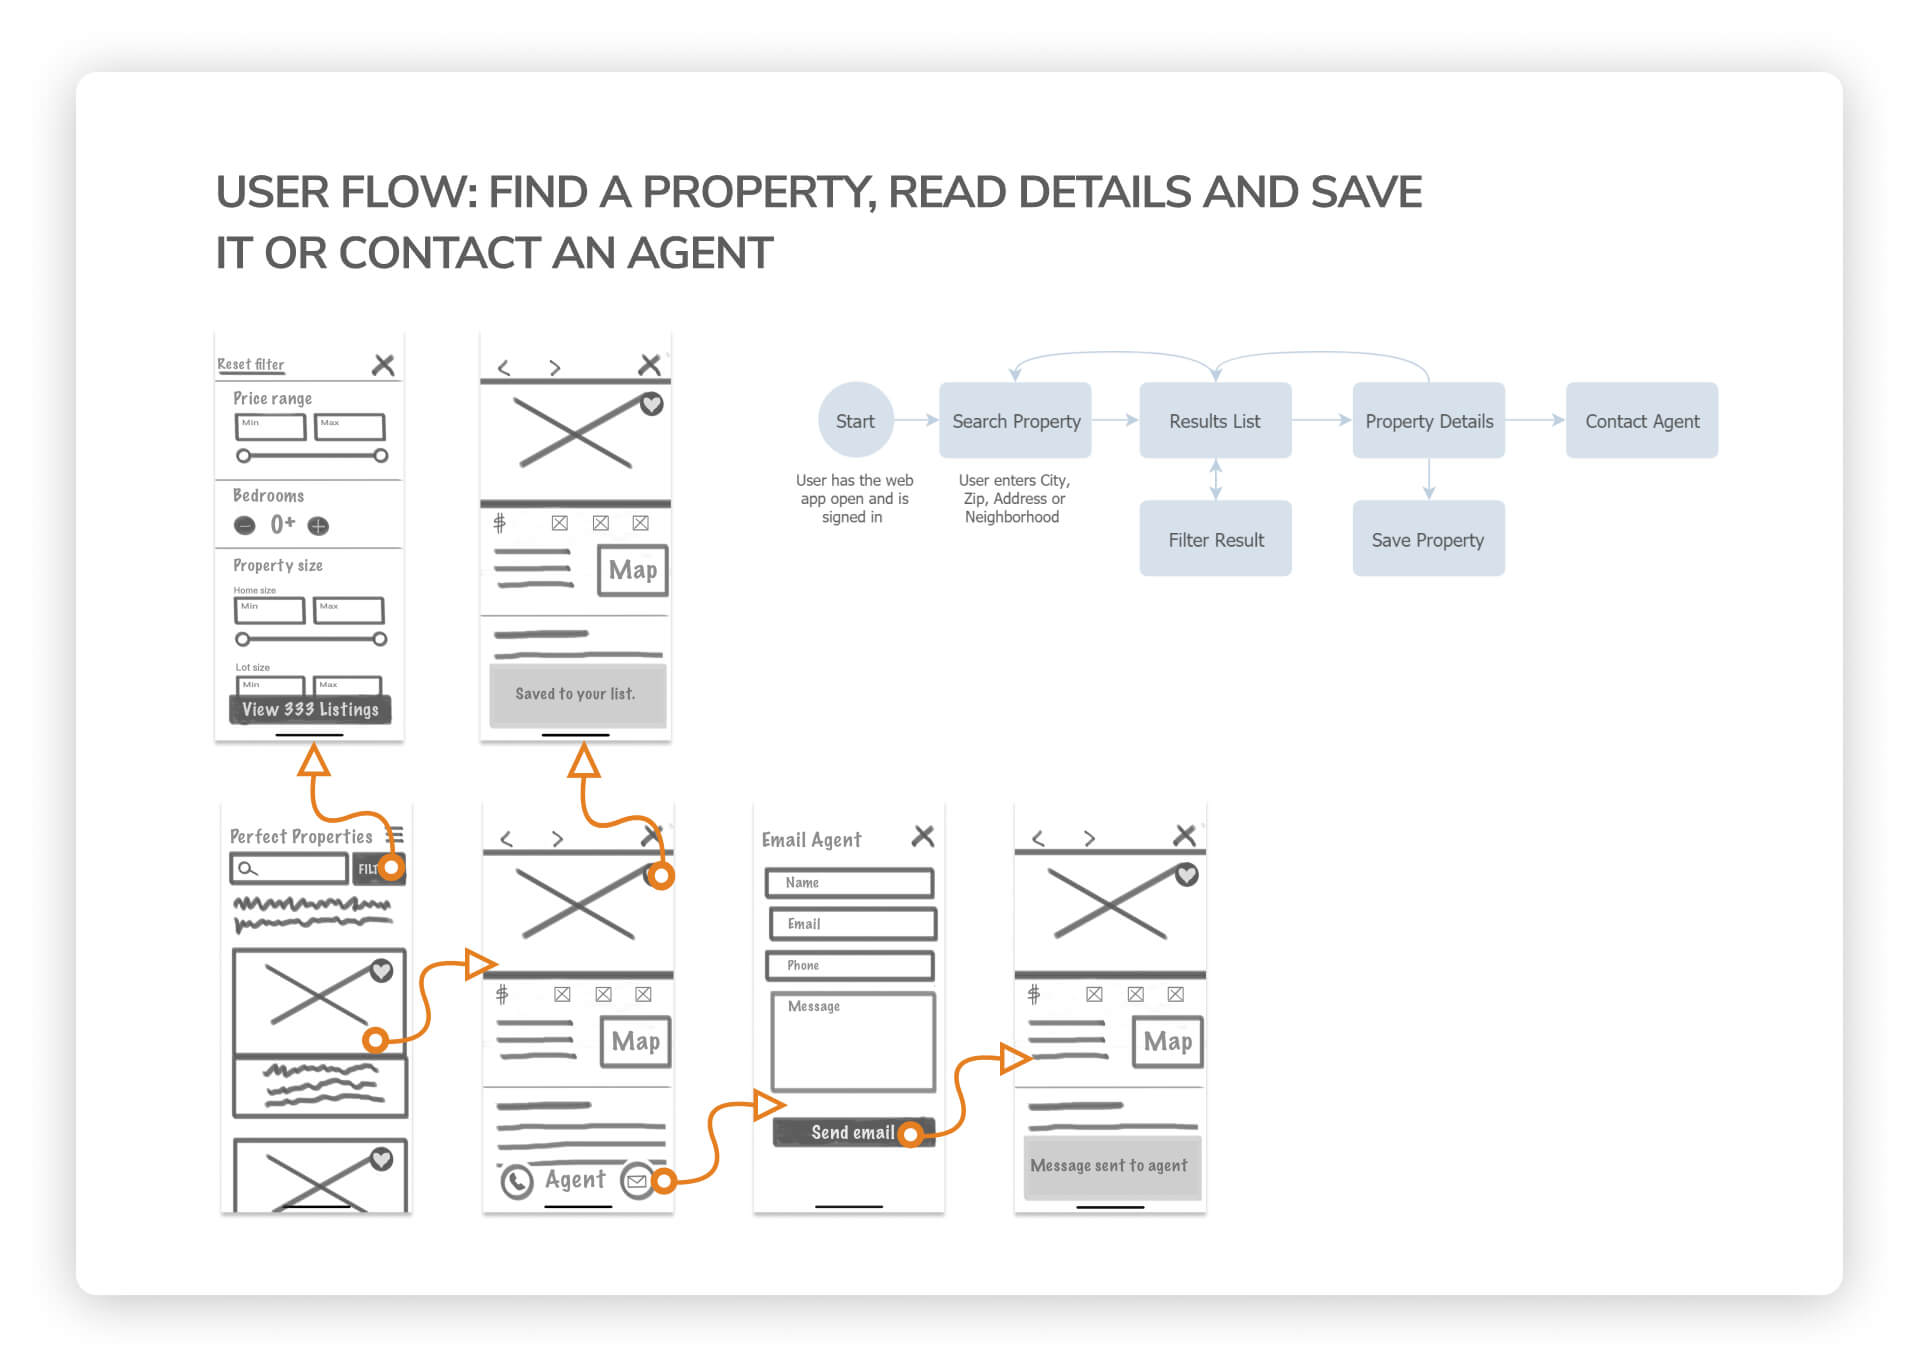 USER FLOW: FIND A PROPERTY, READ DETAILS AND SAVE
IT OR CONTACT AN AGENT
Reset filter
Price range
Min
Max
Bedrooms
0+
Property size
Home size
Min
Max
Lot size
Min
Max
View 333 Listings
$
Map
Saved to your list.
Start
Search Property
Results List
Property Details
Contact Agent
User has the web
app open and is
signed in
User enters City,
Zip, Address or
Neighborhood
Filter Result
Save Property
Perfect Properties
FILT
$
Map
Agent
Email Agent
Name
Email
Phone
Message
Send email
$
Map
Message sent to agent